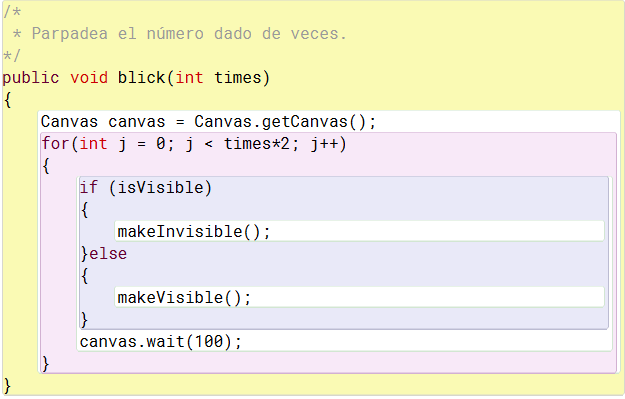 /*
 * Parpadea el número dado de veces.
*/
public void blick(int times)
{
    Canvas canvas = Canvas.getCanvas();
    for(int j = 0; j < times*2; j++)
    {
        if (isVisible)
        {
            makeInvisible();
        }else
        {
            makeVisible();
        }
        canvas.wait(100);
    }
}